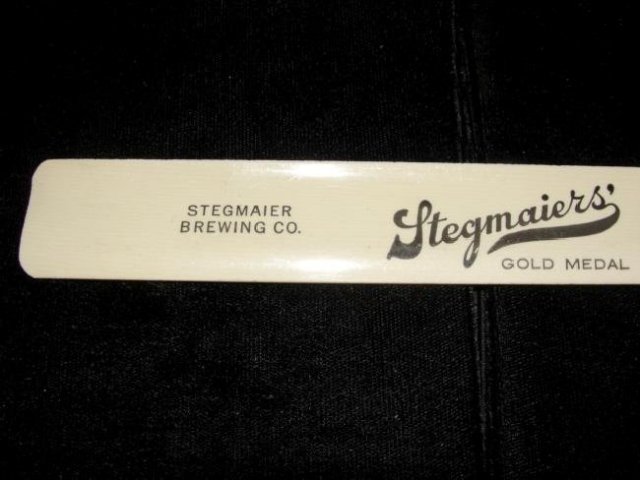 STEGMAIER
BREWING CO.
Stegmaiers'
GOLD MEDAL